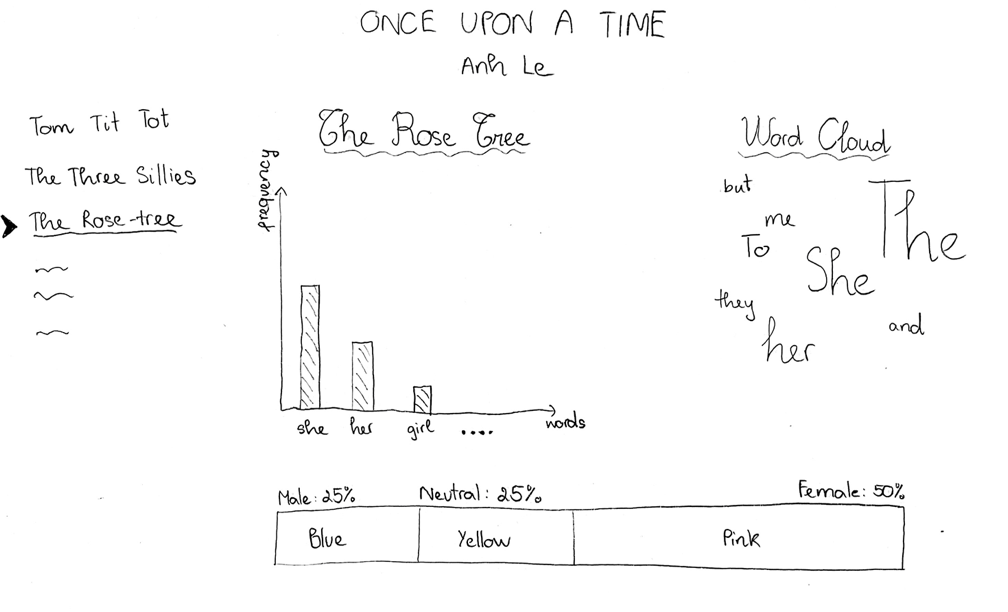 ONCE UPON A TIME
Anh Le
Tom Tit Tot
The Three Sillies
The Rose-tree
The Rose Tree
frequency
she her girl .... words
Word Cloud
but
The
me
To
She
they
and
her
Male: 25% Neutral: 25% Female: 50%
Blue Yellow Pink